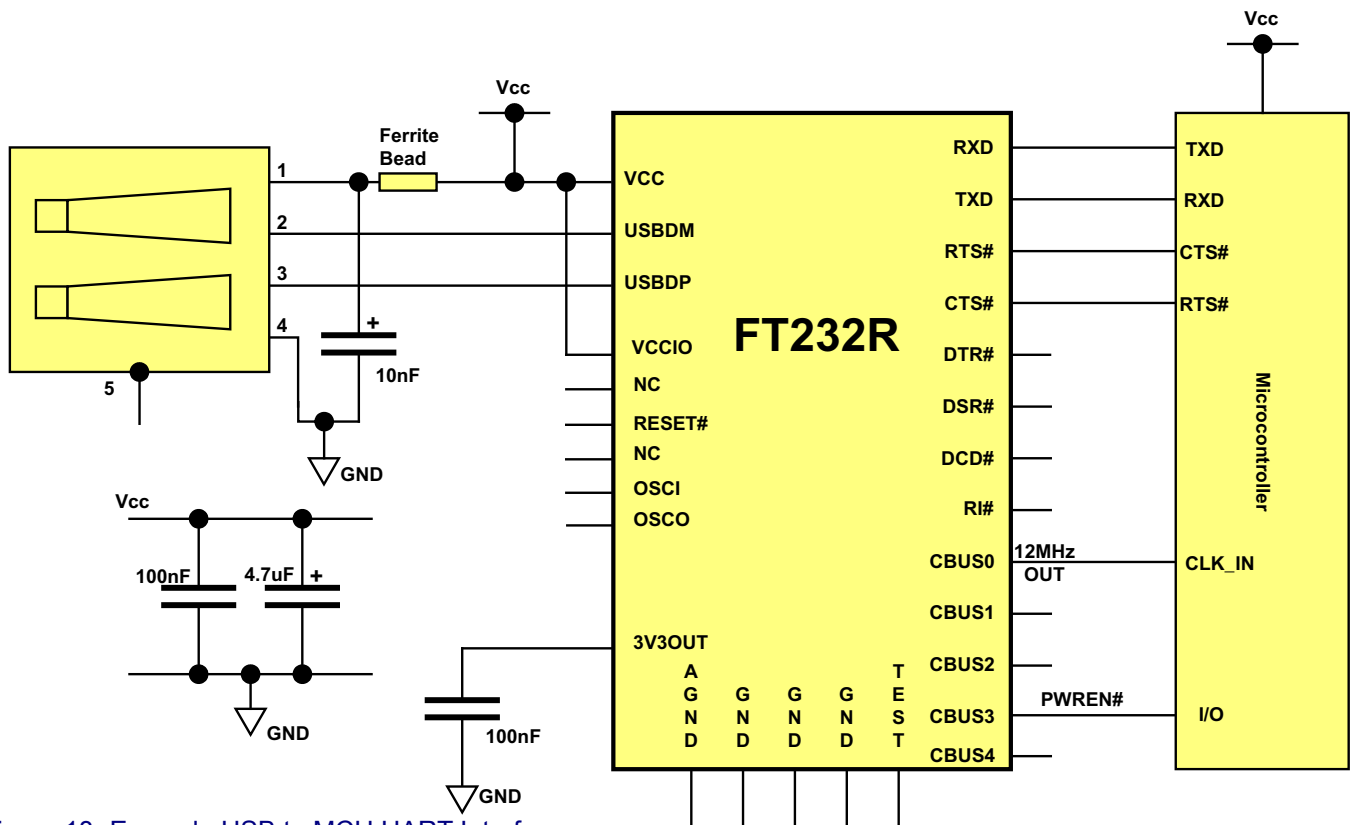 Vcc
Vcc
Ferrite
Bead
1
2
3
4
5
+
10nF
GND
Vcc
100nF
4.7uF
+
GND
100nF
GND
VCC
USBDM
USBDP
VCCIO
NC
RESET#
NC
OSCI
OSCO
3V3OUT
FT232R
AGND
GND
GND
GND
TEST
RXD
TXD
RTS#
CTS#
DTR#
DSR#
DCD#
RI#
CBUS0
CBUS1
CBUS2
CBUS3
CBUS4
12MHz
OUT
PWREN#
TXD
RXD
CTS#
RTS#
Microcontroller
CLK_IN
I/O